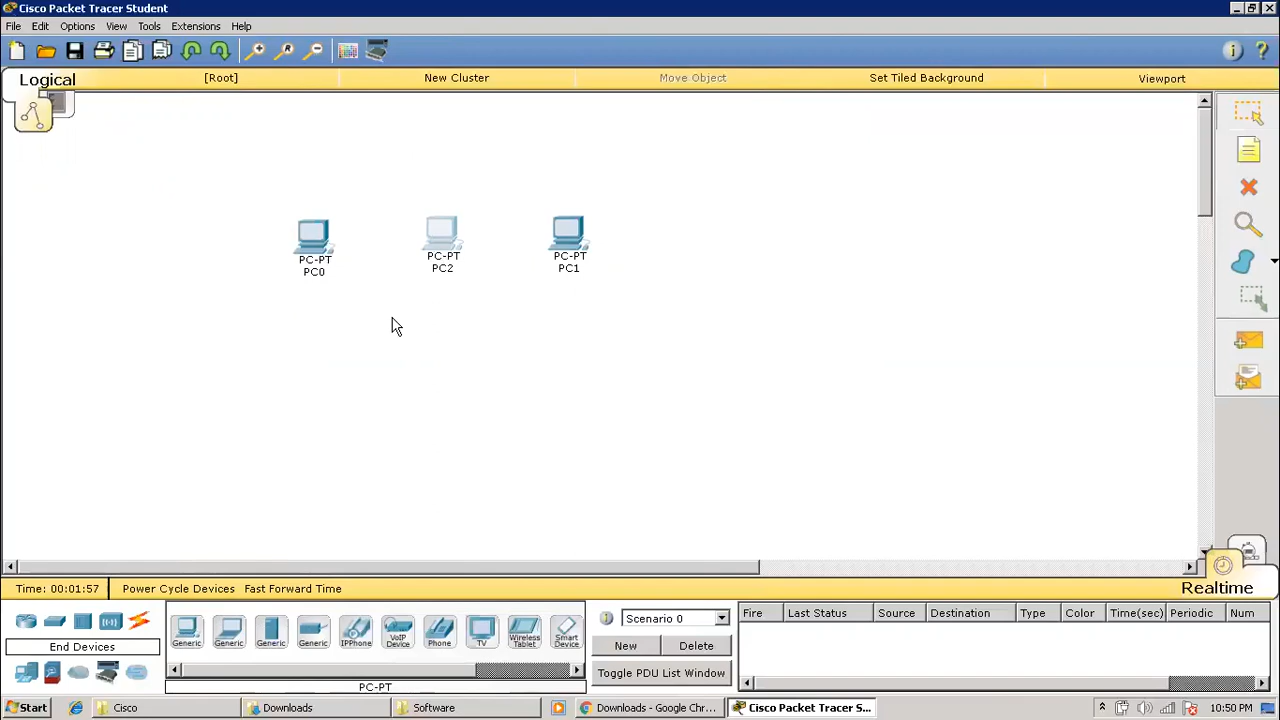 Cisco Packet Tracer Student
File Edit Options View Tools Extensions Help
Logical [Root] New Cluster Move Object Set Tiled Background Viewport
PC-PT PC-PT PC-PT
PC0 PC2 PC1
Time: 00:01:57 Power Cycle Devices Fast Forward Time Realtime
End Devices
Generic Generic Generic Generic IPPhone VoIP Device Phone TV Wireless Tablet Smart Device
PC-PT
Scenario 0
New Delete
Toggle PDU List Window
Fire Last Status Source Destination Type Color Time(sec) Periodic Num
Start Cisco Downloads Software Downloads - Google Chr... Cisco Packet Tracer S... 10:50 PM